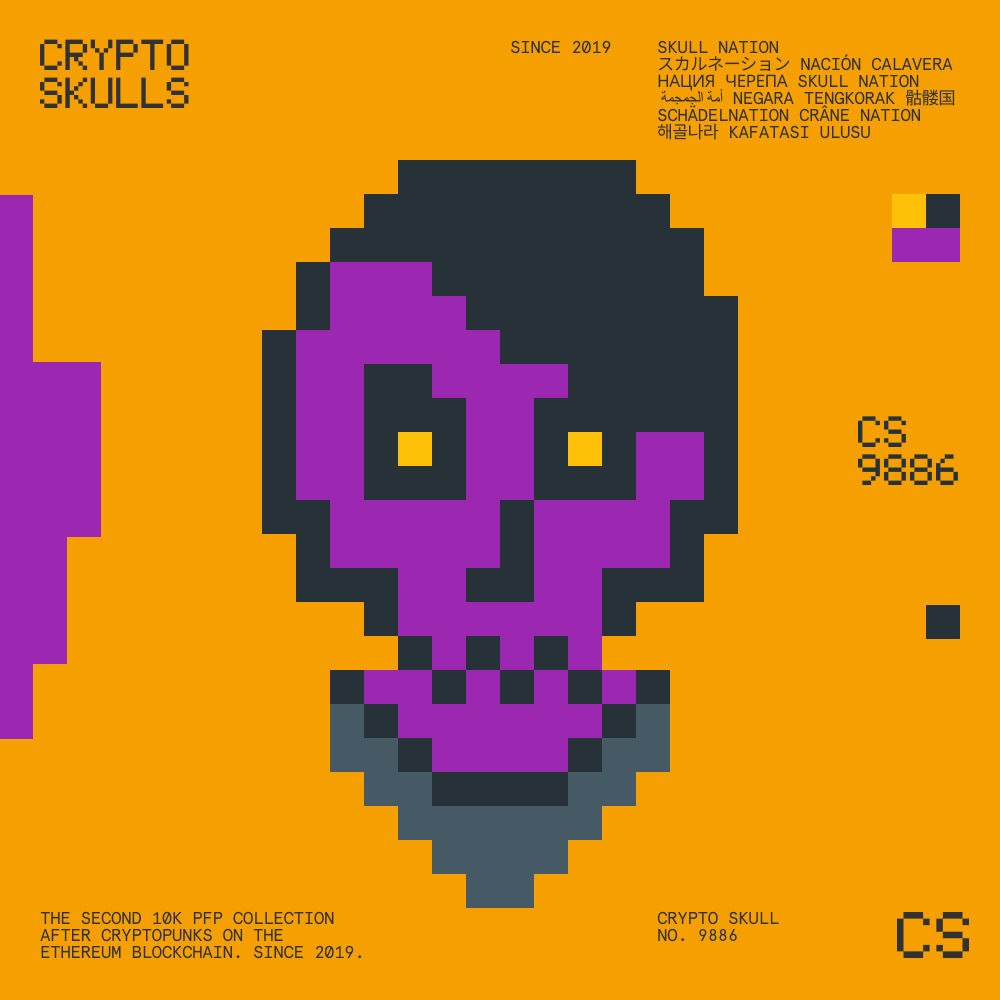 CRYPTO
SKULLS
SINCE 2019
SKULL NATION
スカルネーション NACIÓN CALAVERA
НАЦИЯ ЧЕРЕПА SKULL NATION
أمة الجمجمة NEGARA TENGKORAK 骷髅国
SCHÄDELNATION CRÂNE NATION
해골나라 KAFATASI ULUSU
CS
9886
THE SECOND 10K PFP COLLECTION
AFTER CRYPTOPUNKS ON THE
ETHEREUM BLOCKCHAIN. SINCE 2019.
CRYPTO SKULL
NO. 9886
CS